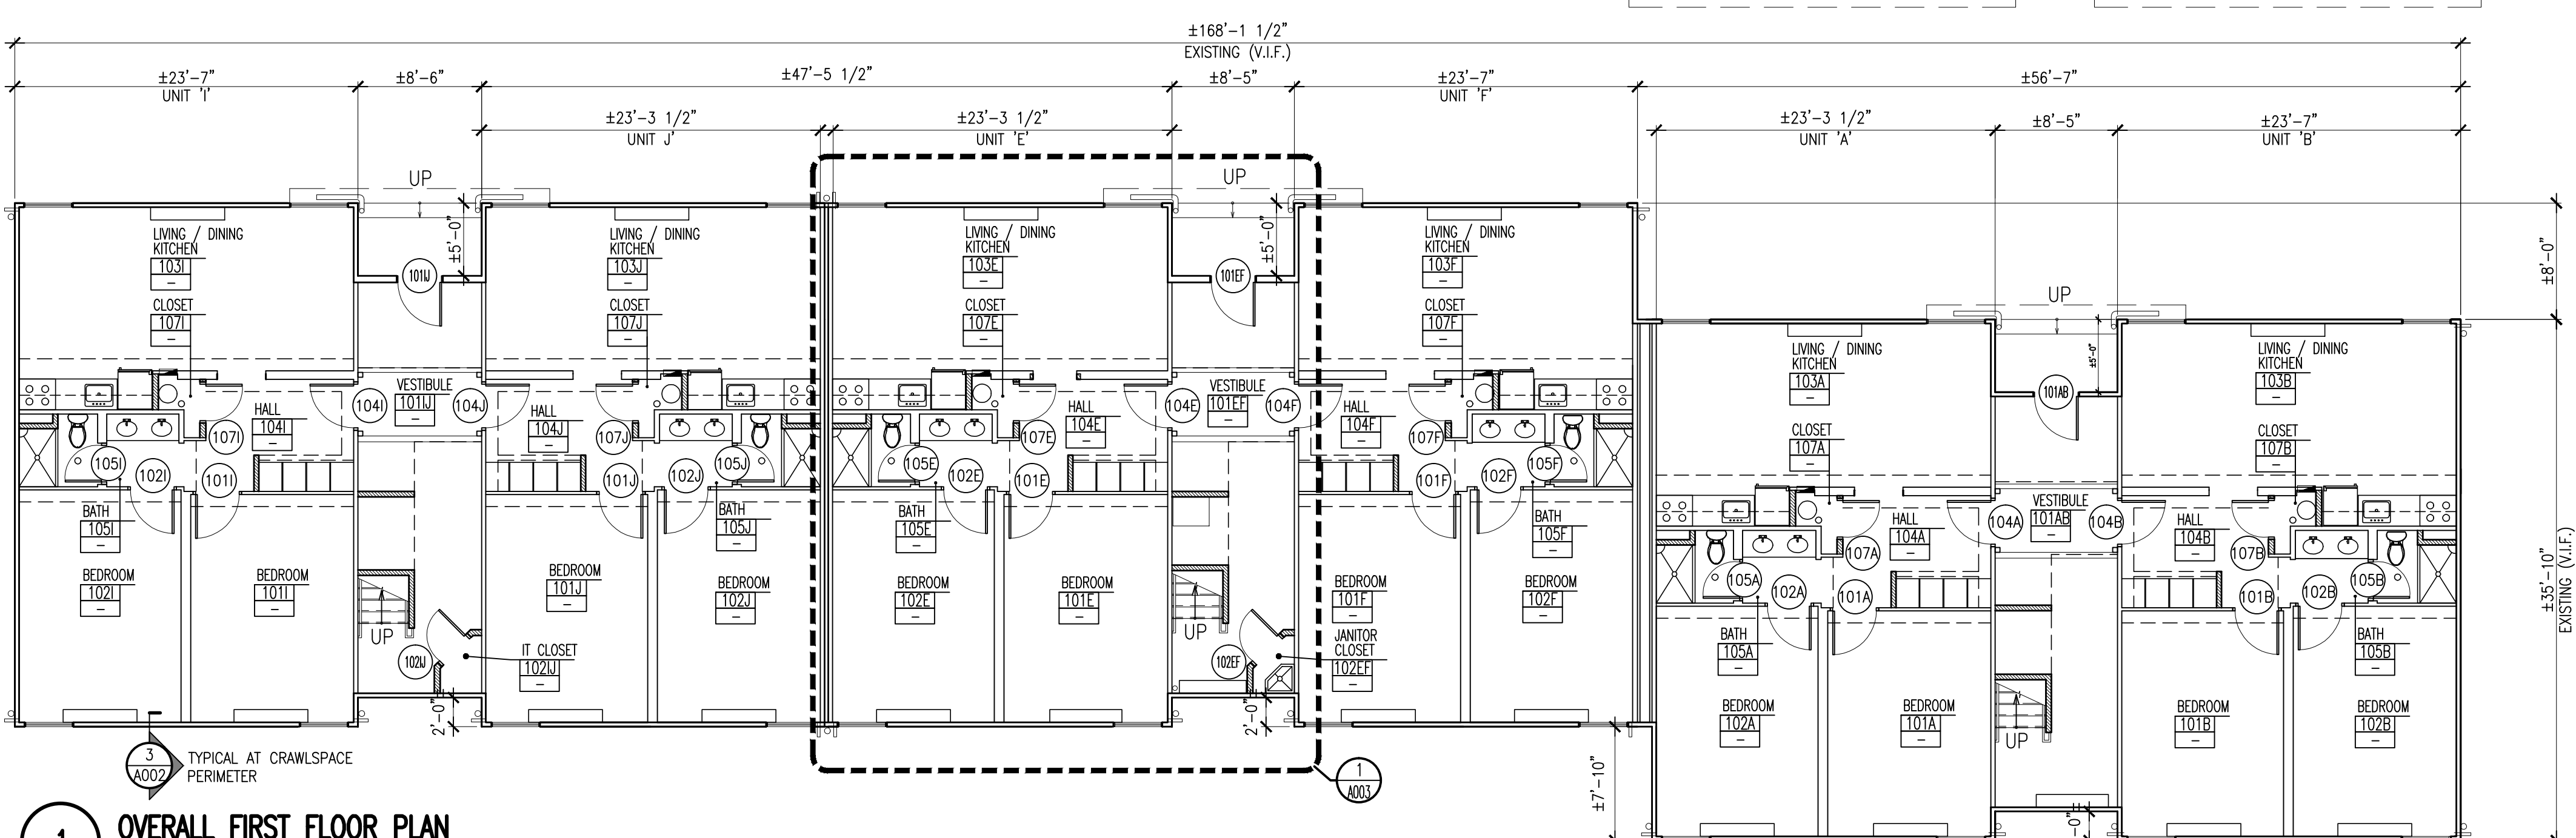 ±168'-1 1/2"
EXISTING (V.I.F.)
±23'-7"
UNIT 'I'
±8'-6"
±47'-5 1/2"
±8'-5"
±23'-7"
UNIT 'F'
±56'-7"
±23'-3 1/2"
UNIT J'
±23'-3 1/2"
UNIT 'E'
±23'-3 1/2"
UNIT 'A'
±8'-5"
±23'-7"
UNIT 'B'
UP
UP
UP
±5'-0"
±5'-0"
±5'-0"
±8'-0"
LIVING / DINING
KITCHEN
103I
–
LIVING / DINING
KITCHEN
103J
–
LIVING / DINING
KITCHEN
103E
–
LIVING / DINING
KITCHEN
103F
–
LIVING / DINING
KITCHEN
103A
–
LIVING / DINING
KITCHEN
103B
–
101IJ
101EF
101AB
CLOSET
107I
–
CLOSET
107J
–
CLOSET
107E
–
CLOSET
107F
–
CLOSET
107A
–
CLOSET
107B
–
HALL
104I
–
104I
VESTIBULE
101IJ
–
104J
HALL
104J
–
HALL
104E
–
104E
VESTIBULE
101EF
–
104F
HALL
104F
–
HALL
104A
–
104A
VESTIBULE
101AB
–
104B
HALL
104B
–
105I
102I
107I
101I
101J
107J
102J
105J
105E
102E
107E
101E
101F
107F
102F
105F
105A
102A
107A
101A
101B
107B
102B
105B
BATH
105I
–
BATH
105J
–
BATH
105E
–
BATH
105F
–
BATH
105A
–
BATH
105B
–
BEDROOM
102I
–
BEDROOM
101I
–
BEDROOM
101J
–
BEDROOM
102J
–
BEDROOM
102E
–
BEDROOM
101E
–
BEDROOM
101F
–
BEDROOM
102F
–
BEDROOM
102A
–
BEDROOM
101A
–
BEDROOM
101B
–
BEDROOM
102B
–
UP
UP
UP
102IJ
IT CLOSET
102IJ
–
102EF
JANITOR
CLOSET
102EF
–
2'-0"
2'-0"
-0"
±7'-10"
±35'-10"
EXISTING (V.I.F.)
3
A002
TYPICAL AT CRAWLSPACE
PERIMETER
1
A003
1
OVERALL FIRST FLOOR PLAN